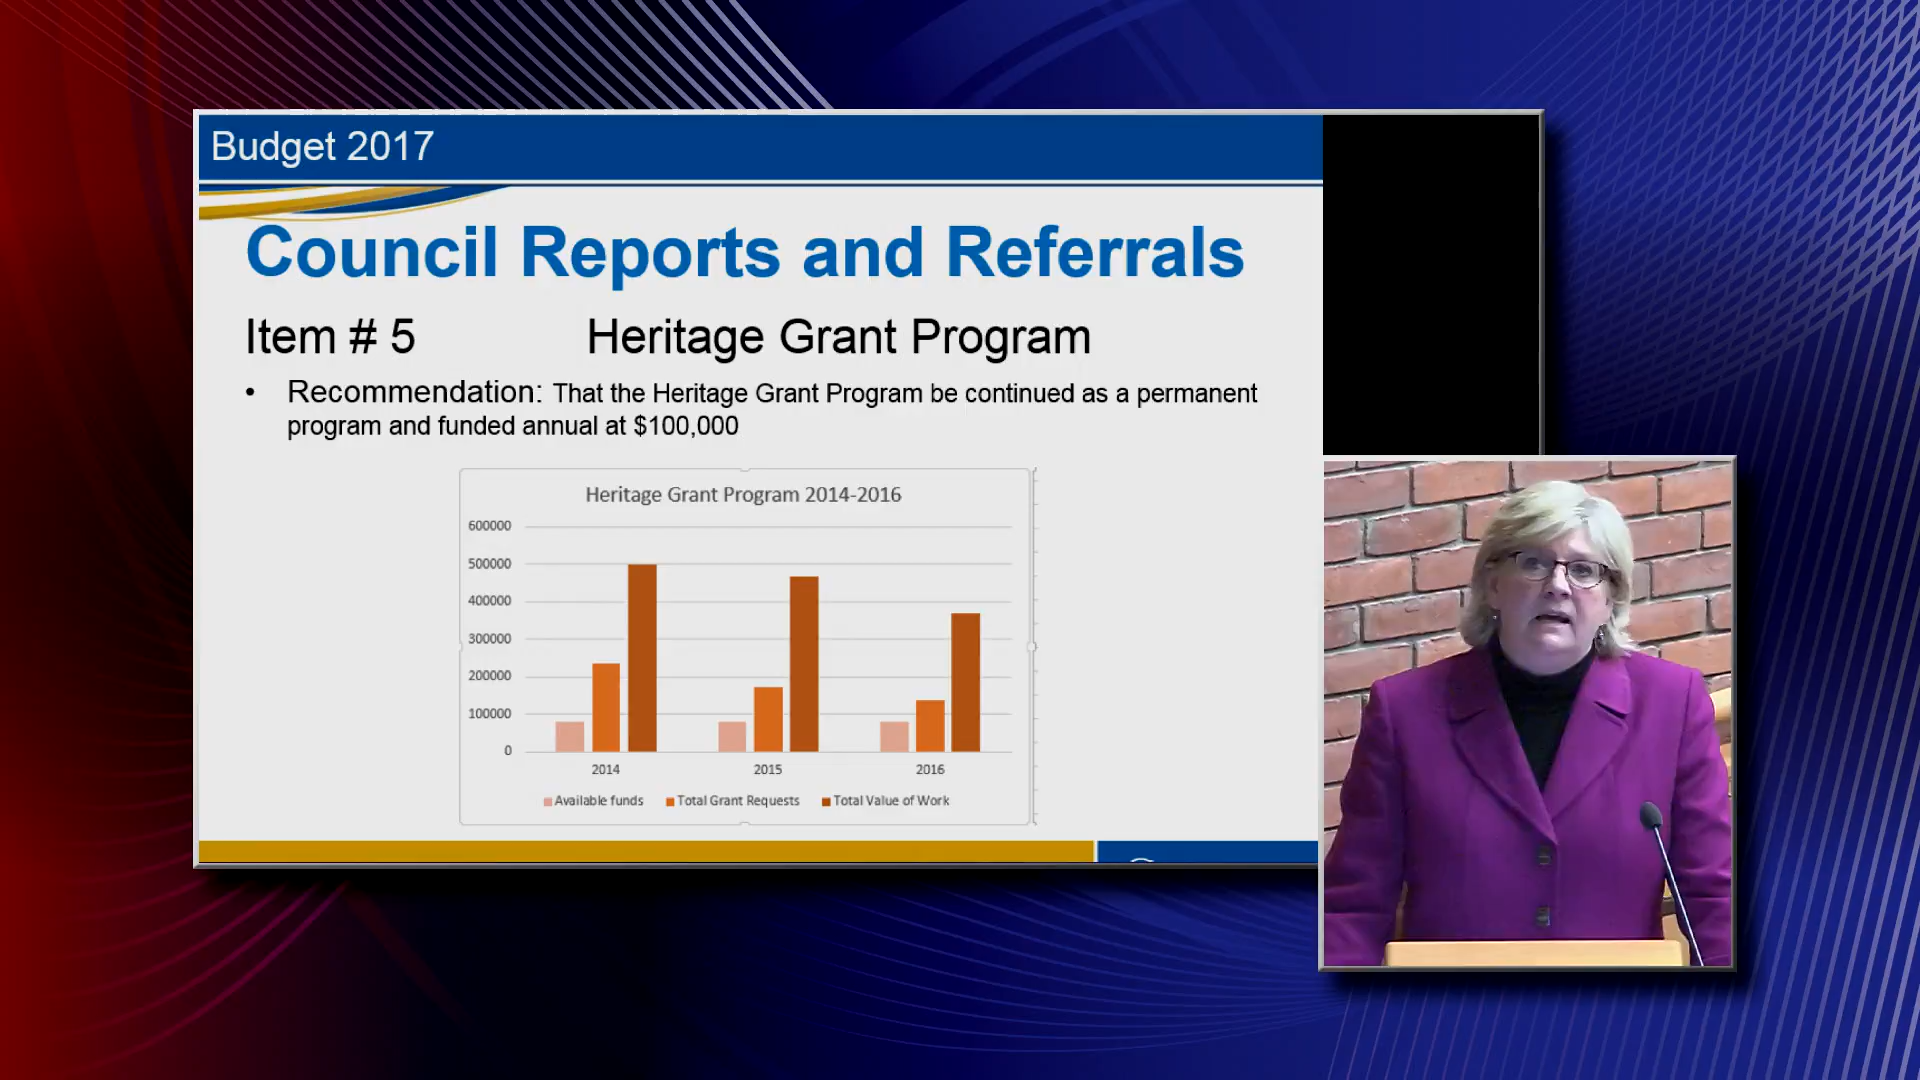 Budget 2017
Council Reports and Referrals
Item # 5 Heritage Grant Program
• Recommendation: That the Heritage Grant Program be continued as a permanent
program and funded annual at $100,000
Heritage Grant Program 2014-2016
600000
500000
400000
300000
200000
100000
0
2014 2015 2016
Available funds Total Grant Requests Total Value of Work